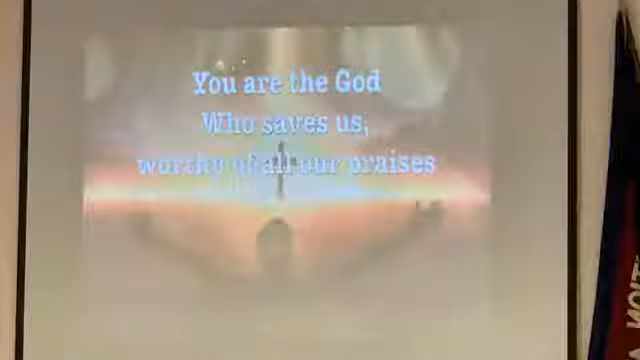 You are the God
Who saves us,
worthy of all our praises